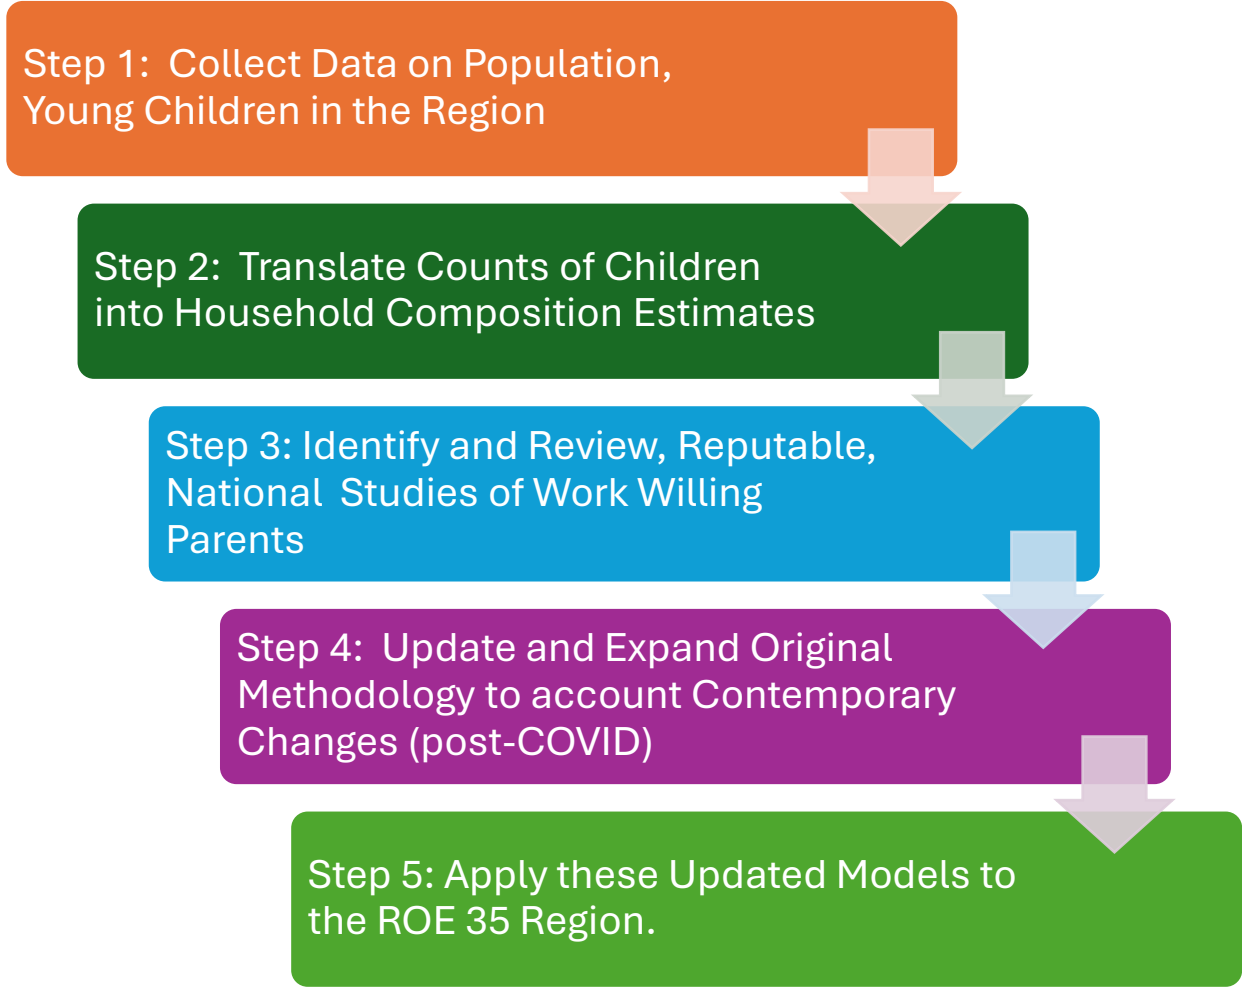 Step 1:  Collect Data on Population,
Young Children in the Region
Step 2:  Translate Counts of Children
into Household Composition Estimates
Step 3: Identify and Review, Reputable,
National  Studies of Work Willing
Parents
Step 4:  Update and Expand Original
Methodology to account Contemporary
Changes (post-COVID)
Step 5: Apply these Updated Models to
the ROE 35 Region.